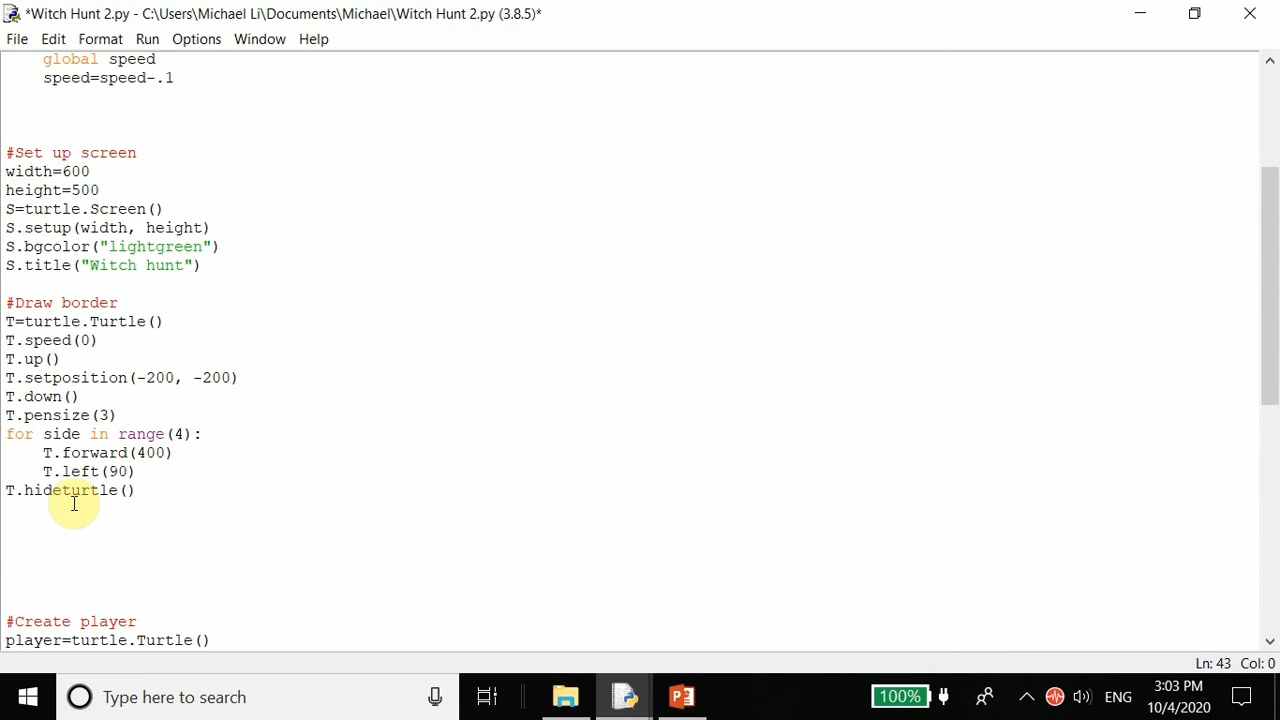 *Witch Hunt 2.py - C:\Users\Michael Li\Documents\Michael\Witch Hunt 2.py (3.8.5)*
File Edit Format Run Options Window Help
global speed
speed=speed-.1
#Set up screen
width=600
height=500
S=turtle.Screen()
S.setup(width, height)
S.bgcolor("lightgreen")
S.title("Witch hunt")
#Draw border
T=turtle.Turtle()
T.speed(0)
T.up()
T.setposition(-200, -200)
T.down()
T.pensize(3)
for side in range(4):
T.forward(400)
T.left(90)
T.hideturtle()
#Create player
player=turtle.Turtle()
Ln: 43 Col: 0
Type here to search
100%
ENG
3:03 PM
10/4/2020